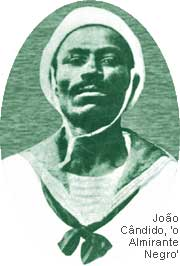 João
Cândido, 'o
Almirante
Negro'